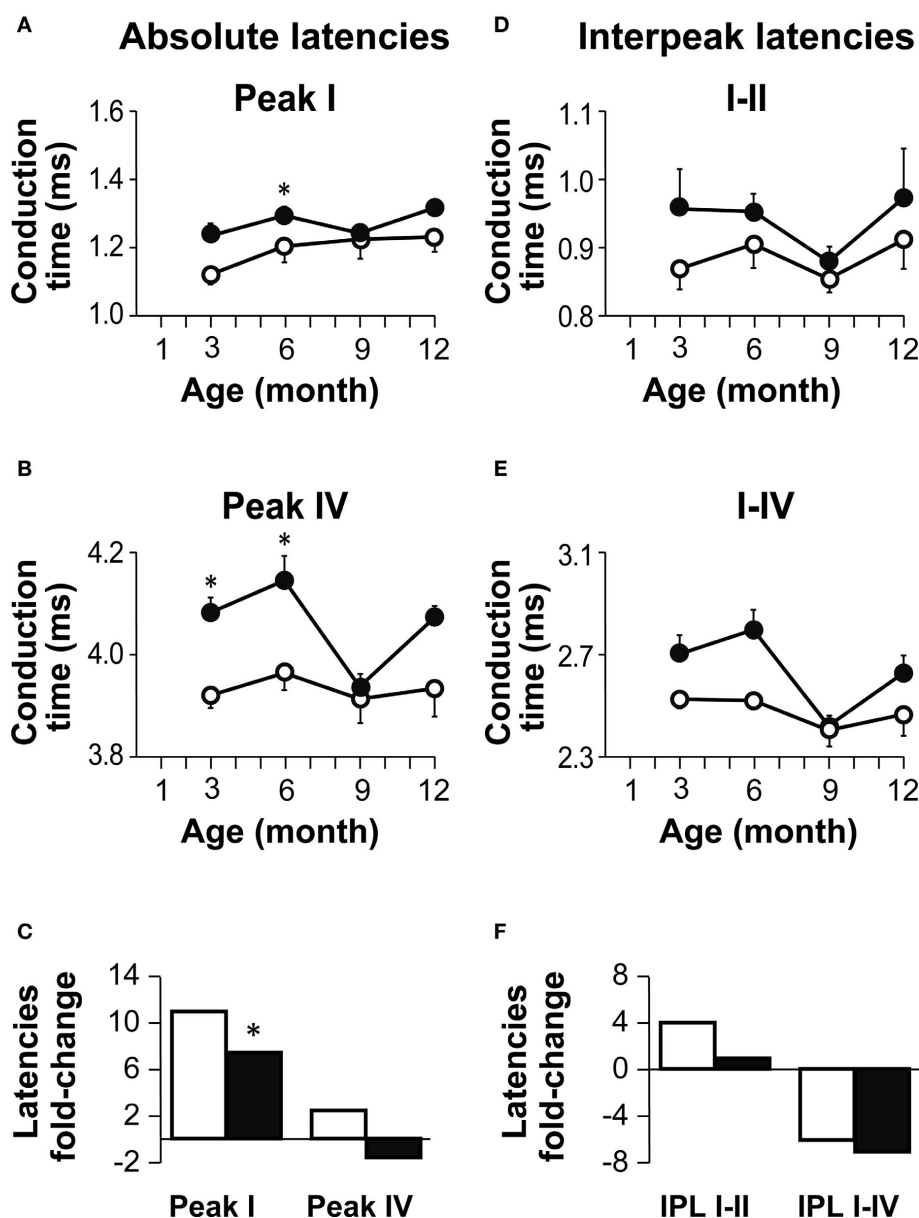 A
Absolute latencies
Peak I
Conduction
time (ms)
1.6
1.4
1.2
1.0
*
1 3 6 9 12
Age (month)
B
Peak IV
Conduction
time (ms)
4.2
4.0
3.8
*
*
1 3 6 9 12
Age (month)
C
Latencies
fold-change
14
10
6
2
-2
*
Peak I Peak IV
D
Interpeak latencies
I-II
Conduction
time (ms)
1.1
1.0
0.9
0.8
1 3 6 9 12
Age (month)
E
I-IV
Conduction
time (ms)
3.1
2.7
2.3
1 3 6 9 12
Age (month)
F
Latencies
fold-change
8
4
0
-4
-8
IPL I-II IPL I-IV